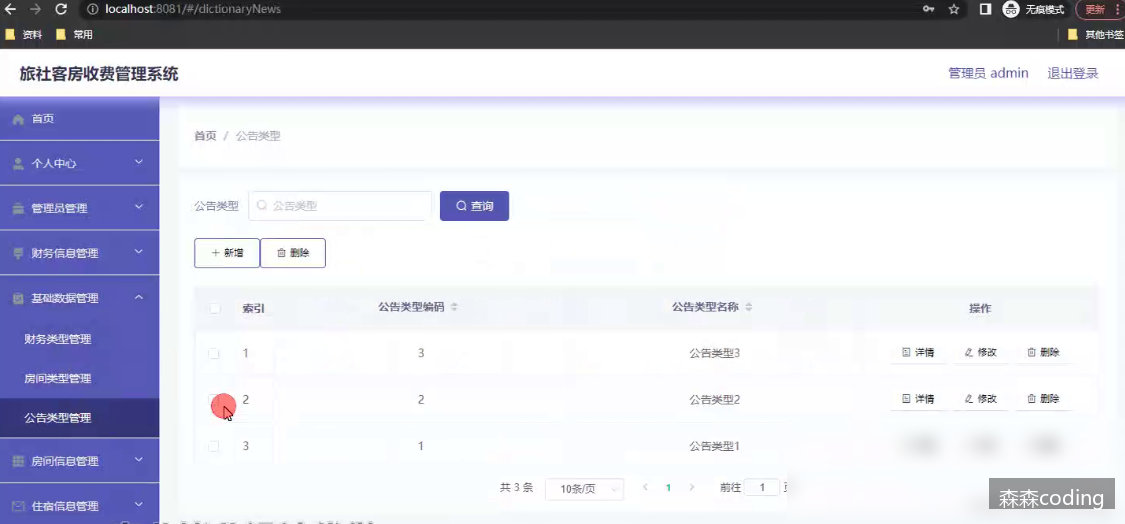 localhost:8081/#/dictionaryNews
无痕模式
更新
资料
常用
其他书签
旅社客房收费管理系统
管理员 admin
退出登录
首页
个人中心
管理员管理
财务信息管理
基础数据管理
财务类型管理
房间类型管理
公告类型管理
房间信息管理
住宿信息管理
首页 / 公告类型
公告类型
公告类型
查询
新增
删除
索引
公告类型编码
公告类型名称
操作
1
3
公告类型3
详情
修改
删除
2
2
公告类型2
详情
修改
删除
3
1
公告类型1
共 3 条
10条/页
1
前往
1
森森coding